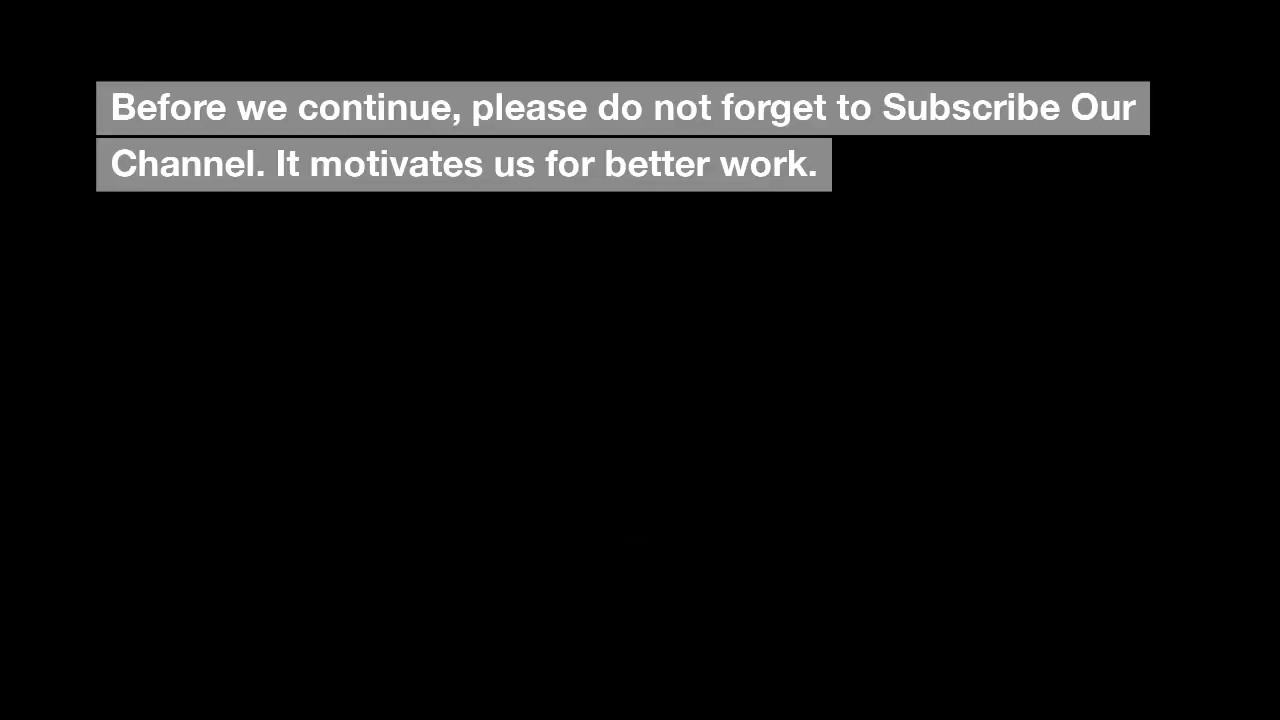 Before we continue, please do not forget to Subscribe Our
Channel. It motivates us for better work.